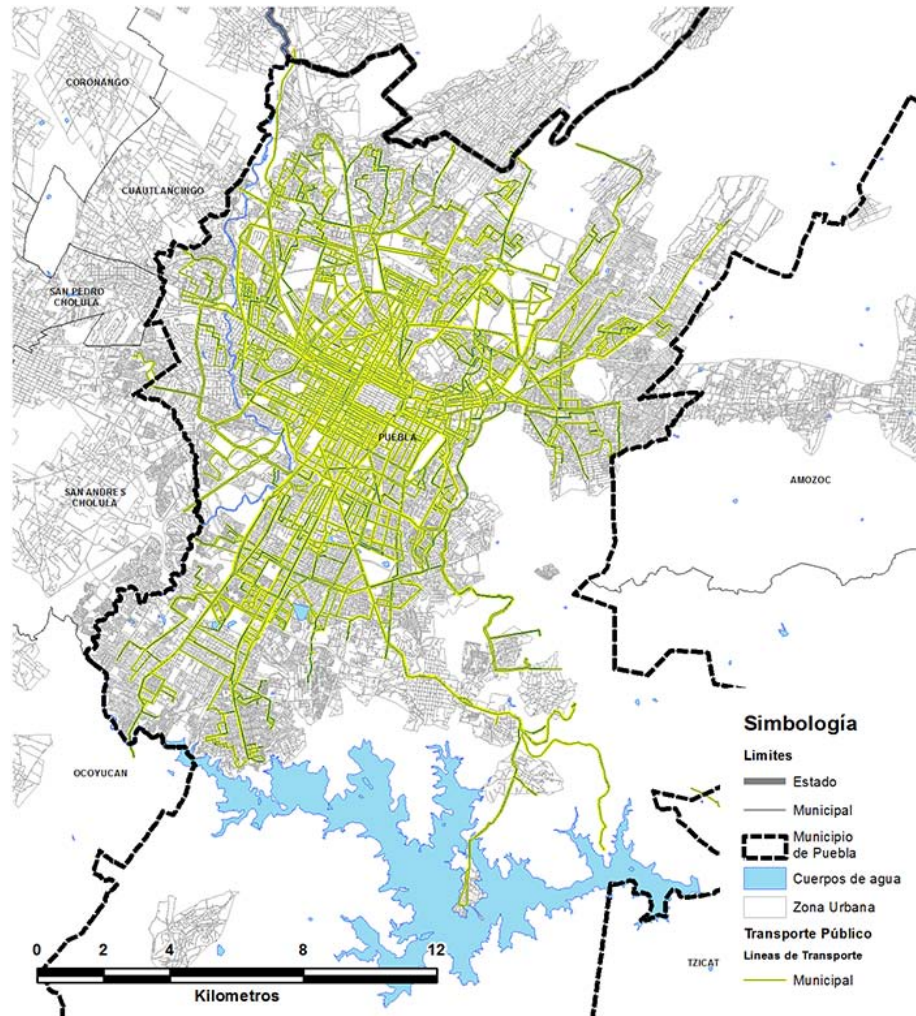 CORONANGO
CUAUTLANCINGO
SAN PEDRO
CHOLULA
PUEBLA
SAN ANDRES
CHOLULA
AMOZOC
OCOYUCAN
TZICAT
0 2 4 8 12
Kilometros
Simbología
Limites
Estado
Municipal
Municipio
de Puebla
Cuerpos de agua
Zona Urbana
Transporte Público
Líneas de Transporte
Municipal